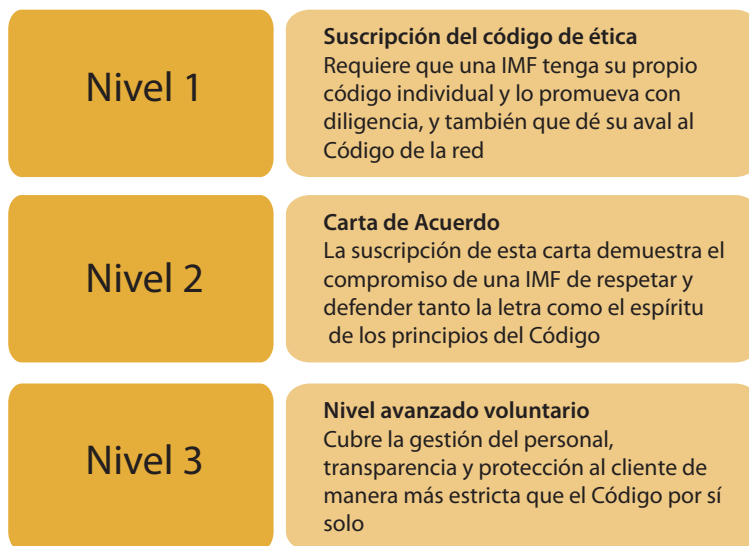 Nivel 1
Suscripción del código de ética
Requiere que una IMF tenga su propio
código individual y lo promueva con
diligencia, y también que dé su aval al
Código de la red
Nivel 2
Carta de Acuerdo
La suscripción de esta carta demuestra el
compromiso de una IMF de respetar y
defender tanto la letra como el espíritu
de los principios del Código
Nivel 3
Nivel avanzado voluntario
Cubre la gestión del personal,
transparencia y protección al cliente de
manera más estricta que el Código por sí
solo